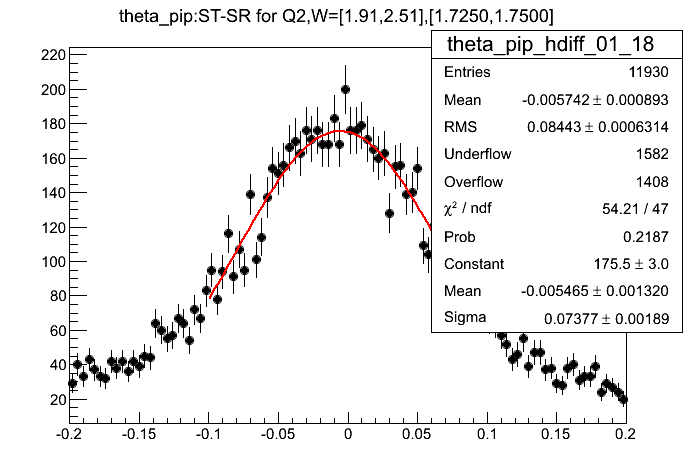 theta_pip:ST-SR for Q2,W=[1.91,2.51],[1.7250,1.7500]
theta_pip_hdiff_01_18
Entries 11930
Mean -0.005742 ± 0.000893
RMS 0.08443 ± 0.0006314
Underflow 1582
Overflow 1408
χ² / ndf 54.21 / 47
Prob 0.2187
Constant 175.5 ± 3.0
Mean -0.005465 ± 0.001320
Sigma 0.07377 ± 0.00189
220
200
180
160
140
120
100
80
60
40
20
-0.2 -0.15 -0.1 -0.05 0 0.05 0.1 0.15 0.2